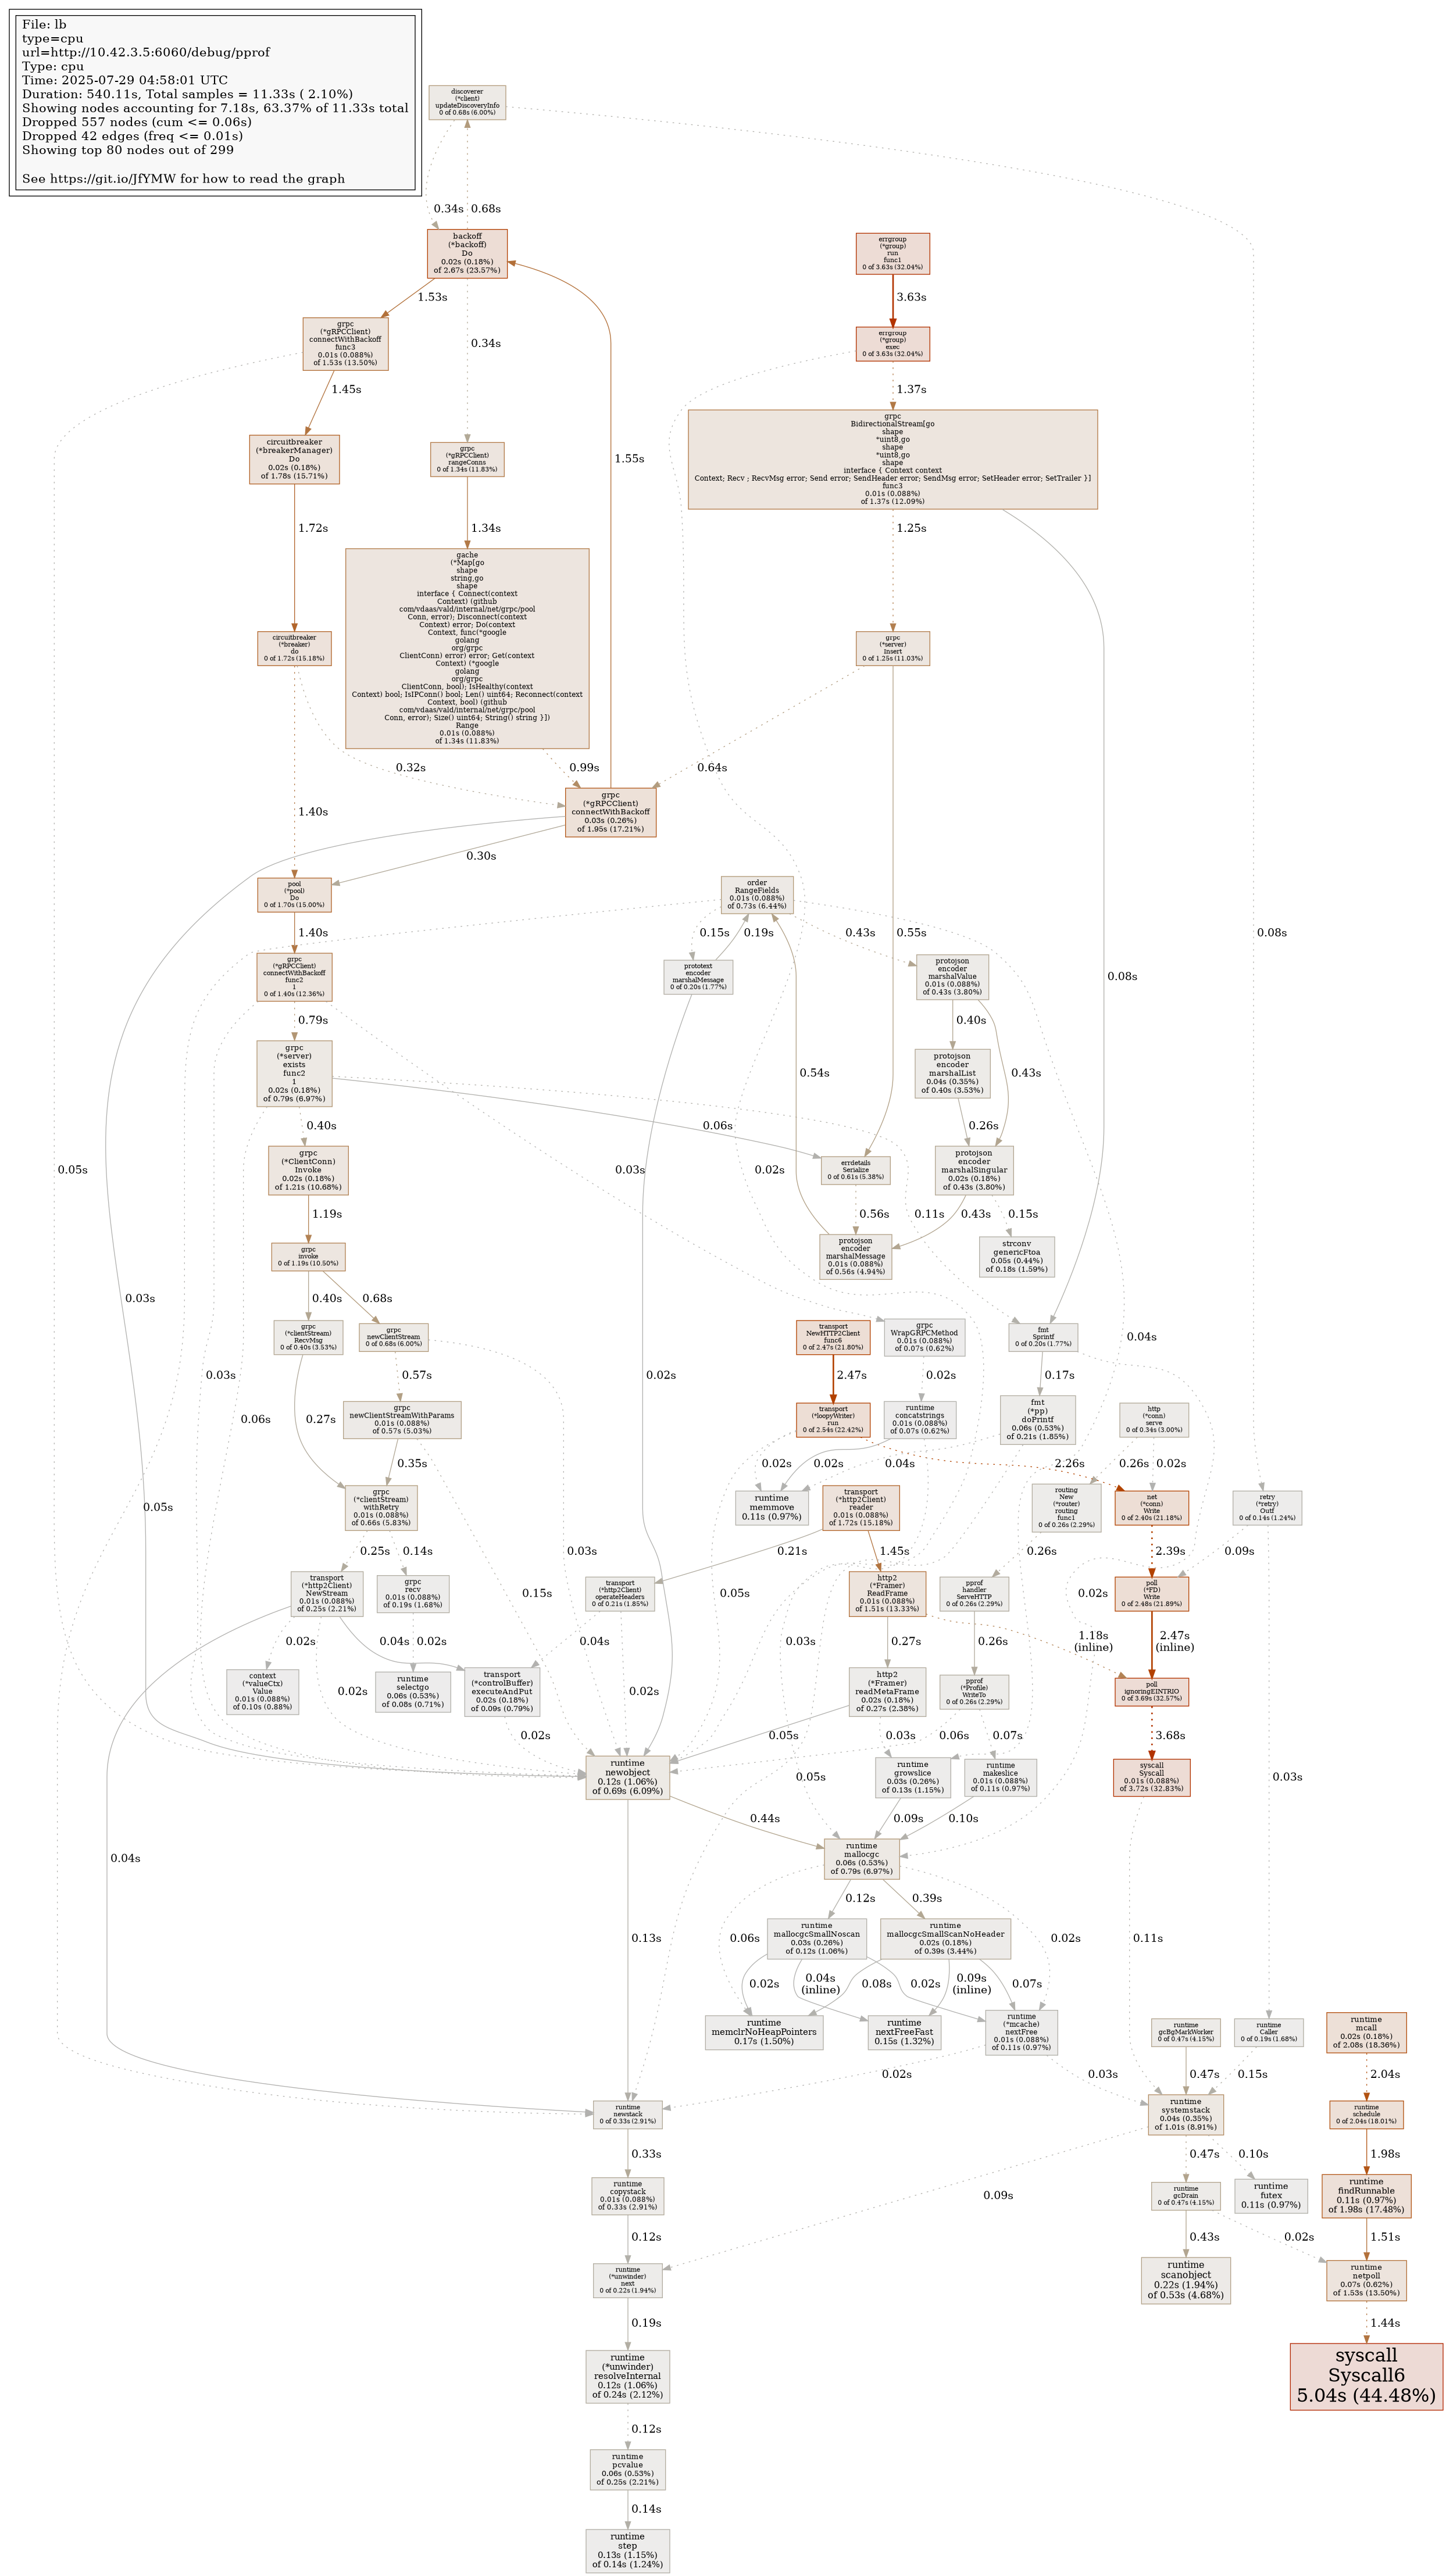 File: lb
type=cpu
url=http://10.42.3.5:6060/debug/pprof
Type: cpu
Time: 2025-07-29 04:58:01 UTC
Duration: 540.11s, Total samples = 11.33s ( 2.10%)
Showing nodes accounting for 7.18s, 63.37% of 11.33s total
Dropped 557 nodes (cum <= 0.06s)
Dropped 42 edges (freq <= 0.01s)
Showing top 80 nodes out of 299
See https://git.io/JfYMW for how to read the graph
discoverer
(*client)
updateDiscoveryInfo
0 of 0.68s (6.00%)
0.34s
0.68s
backoff
(*backoff)
Do
0.02s (0.18%)
of 2.67s (23.57%)
errgroup
(*group)
run
func1
0 of 3.63s (32.04%)
1.53s
3.63s
grpc
(*gRPCClient)
connectWithBackoff
func3
0.01s (0.088%)
of 1.53s (13.50%)
0.34s
errgroup
(*group)
exec
0 of 3.63s (32.04%)
1.45s
1.37s
circuitbreaker
(*breakerManager)
Do
0.02s (0.18%)
of 1.78s (15.71%)
grpc
(*gRPCClient)
rangeConns
0 of 1.34s (11.83%)
1.55s
grpc
BidirectionalStream[go
shape
*uint8,go
shape
*uint8,go
shape
interface { Context context
Context; Recv ; RecvMsg error; Send error; SendHeader error; SendMsg error; SetHeader error; SetTrailer }]
func3
0.01s (0.088%)
of 1.37s (12.09%)
1.72s
1.34s
1.25s
gache
(*Map[go
shape
string,go
shape
interface { Connect(context
Context) (github
com/vdaas/vald/internal/net/grpc/pool
Conn, error); Disconnect(context
Context) error; Do(context
Context, func(*google
golang
org/grpc
ClientConn) error) error; Get(context
Context) (*google
golang
org/grpc
ClientConn, bool); IsHealthy(context
Context) bool; IsIPConn() bool; Len() uint64; Reconnect(context
Context, bool) (github
com/vdaas/vald/internal/net/grpc/pool
Conn, error); Size() uint64; String() string }])
Range
0.01s (0.088%)
of 1.34s (11.83%)
circuitbreaker
(*breaker)
do
0 of 1.72s (15.18%)
grpc
(*server)
Insert
0 of 1.25s (11.03%)
0.32s
0.99s
0.64s
1.40s
grpc
(*gRPCClient)
connectWithBackoff
0.03s (0.26%)
of 1.95s (17.21%)
0.30s
pool
(*pool)
Do
0 of 1.70s (15.00%)
order
RangeFields
0.01s (0.088%)
of 0.73s (6.44%)
1.40s
0.15s
0.19s
0.43s
0.55s
0.08s
grpc
(*gRPCClient)
connectWithBackoff
func2
1
0 of 1.40s (12.36%)
prototext
encoder
marshalMessage
0 of 0.20s (1.77%)
protojson
encoder
marshalValue
0.01s (0.088%)
of 0.43s (3.80%)
0.08s
0.79s
0.40s
grpc
(*server)
exists
func2
1
0.02s (0.18%)
of 0.79s (6.97%)
0.54s
protojson
encoder
marshalList
0.04s (0.35%)
of 0.40s (3.53%)
0.43s
0.40s
0.06s
0.26s
grpc
(*ClientConn)
Invoke
0.02s (0.18%)
of 1.21s (10.68%)
0.05s
0.03s
0.02s
errdetails
Serialize
0 of 0.61s (5.38%)
protojson
encoder
marshalSingular
0.02s (0.18%)
of 0.43s (3.80%)
1.19s
0.56s
0.11s
0.43s
0.15s
grpc
invoke
0 of 1.19s (10.50%)
protojson
encoder
marshalMessage
0.01s (0.088%)
of 0.56s (4.94%)
strconv
genericFtoa
0.05s (0.44%)
of 0.18s (1.59%)
0.03s
0.40s
0.68s
grpc
(*clientStream)
RecvMsg
0 of 0.40s (3.53%)
grpc
newClientStream
0 of 0.68s (6.00%)
transport
NewHTTP2Client
func6
0 of 2.47s (21.80%)
grpc
WrapGRPCMethod
0.01s (0.088%)
of 0.07s (0.62%)
fmt
Sprintf
0 of 0.20s (1.77%)
0.04s
0.03s
0.57s
0.02s
2.47s
0.02s
0.17s
0.06s
0.27s
grpc
newClientStreamWithParams
0.01s (0.088%)
of 0.57s (5.03%)
transport
(*loopyWriter)
run
0 of 2.54s (22.42%)
runtime
concatstrings
0.01s (0.088%)
of 0.07s (0.62%)
fmt
(*pp)
doPrintf
0.06s (0.53%)
of 0.21s (1.85%)
http
(*conn)
serve
0 of 0.34s (3.00%)
0.35s
0.02s
0.02s
0.04s
2.26s
0.26s
0.02s
0.05s
grpc
(*clientStream)
withRetry
0.01s (0.088%)
of 0.66s (5.83%)
0.03s
runtime
memmove
0.11s (0.97%)
transport
(*http2Client)
reader
0.01s (0.088%)
of 1.72s (15.18%)
routing
New
(*router)
routing
func1
0 of 0.26s (2.29%)
net
(*conn)
Write
0 of 2.40s (21.18%)
retry
(*retry)
Outf
0 of 0.14s (1.24%)
0.25s
0.14s
0.21s
1.45s
0.26s
2.39s
0.09s
transport
(*http2Client)
NewStream
0.01s (0.088%)
of 0.25s (2.21%)
grpc
recv
0.01s (0.088%)
of 0.19s (1.68%)
0.15s
transport
(*http2Client)
operateHeaders
0 of 0.21s (1.85%)
0.05s
http2
(*Framer)
ReadFrame
0.01s (0.088%)
of 1.51s (13.33%)
pprof
handler
ServeHTTP
0 of 0.26s (2.29%)
0.02s
poll
(*FD)
Write
0 of 2.48s (21.89%)
0.02s
0.04s
0.02s
0.04s
0.03s
0.27s
0.26s
1.18s
(inline)
2.47s
(inline)
context
(*valueCtx)
Value
0.01s (0.088%)
of 0.10s (0.88%)
0.02s
runtime
selectgo
0.06s (0.53%)
of 0.08s (0.71%)
transport
(*controlBuffer)
executeAndPut
0.02s (0.18%)
of 0.09s (0.79%)
0.02s
http2
(*Framer)
readMetaFrame
0.02s (0.18%)
of 0.27s (2.38%)
pprof
(*Profile)
WriteTo
0 of 0.26s (2.29%)
poll
ignoringEINTRIO
0 of 3.69s (32.57%)
0.02s
0.05s
0.03s
0.06s
0.07s
3.68s
runtime
newobject
0.12s (1.06%)
of 0.69s (6.09%)
0.05s
runtime
growslice
0.03s (0.26%)
of 0.13s (1.15%)
runtime
makeslice
0.01s (0.088%)
of 0.11s (0.97%)
syscall
Syscall
0.01s (0.088%)
of 3.72s (32.83%)
0.03s
0.44s
0.09s
0.10s
0.04s
runtime
mallocgc
0.06s (0.53%)
of 0.79s (6.97%)
0.12s
0.39s
0.13s
0.06s
runtime
mallocgcSmallNoscan
0.03s (0.26%)
of 0.12s (1.06%)
runtime
mallocgcSmallScanNoHeader
0.02s (0.18%)
of 0.39s (3.44%)
0.02s
0.11s
0.02s
0.04s
(inline)
0.08s
0.02s
0.09s
(inline)
0.07s
runtime
memclrNoHeapPointers
0.17s (1.50%)
runtime
nextFreeFast
0.15s (1.32%)
runtime
(*mcache)
nextFree
0.01s (0.088%)
of 0.11s (0.97%)
runtime
gcBgMarkWorker
0 of 0.47s (4.15%)
runtime
Caller
0 of 0.19s (1.68%)
runtime
mcall
0.02s (0.18%)
of 2.08s (18.36%)
0.02s
0.03s
0.47s
0.15s
2.04s
runtime
newstack
0 of 0.33s (2.91%)
runtime
systemstack
0.04s (0.35%)
of 1.01s (8.91%)
runtime
schedule
0 of 2.04s (18.01%)
0.33s
0.47s
0.10s
1.98s
runtime
copystack
0.01s (0.088%)
of 0.33s (2.91%)
0.09s
runtime
gcDrain
0 of 0.47s (4.15%)
runtime
futex
0.11s (0.97%)
runtime
findRunnable
0.11s (0.97%)
of 1.98s (17.48%)
0.12s
0.43s
0.02s
1.51s
runtime
(*unwinder)
next
0 of 0.22s (1.94%)
runtime
scanobject
0.22s (1.94%)
of 0.53s (4.68%)
runtime
netpoll
0.07s (0.62%)
of 1.53s (13.50%)
0.19s
1.44s
runtime
(*unwinder)
resolveInternal
0.12s (1.06%)
of 0.24s (2.12%)
syscall
Syscall6
5.04s (44.48%)
0.12s
runtime
pcvalue
0.06s (0.53%)
of 0.25s (2.21%)
0.14s
runtime
step
0.13s (1.15%)
of 0.14s (1.24%)